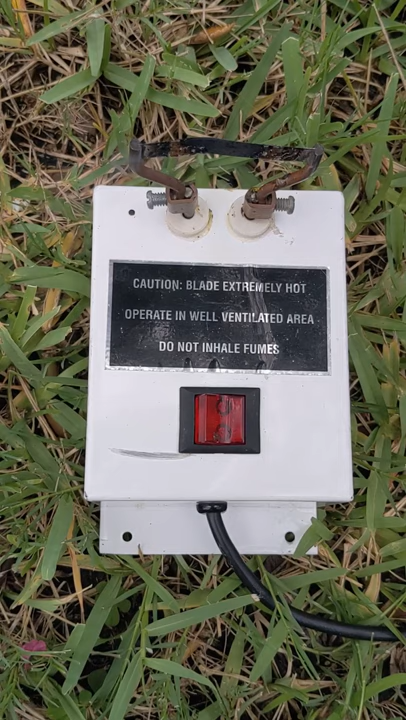 CAUTION: BLADE EXTREMELY HOT
OPERATE IN WELL VENTILATED AREA
DO NOT INHALE FUMES